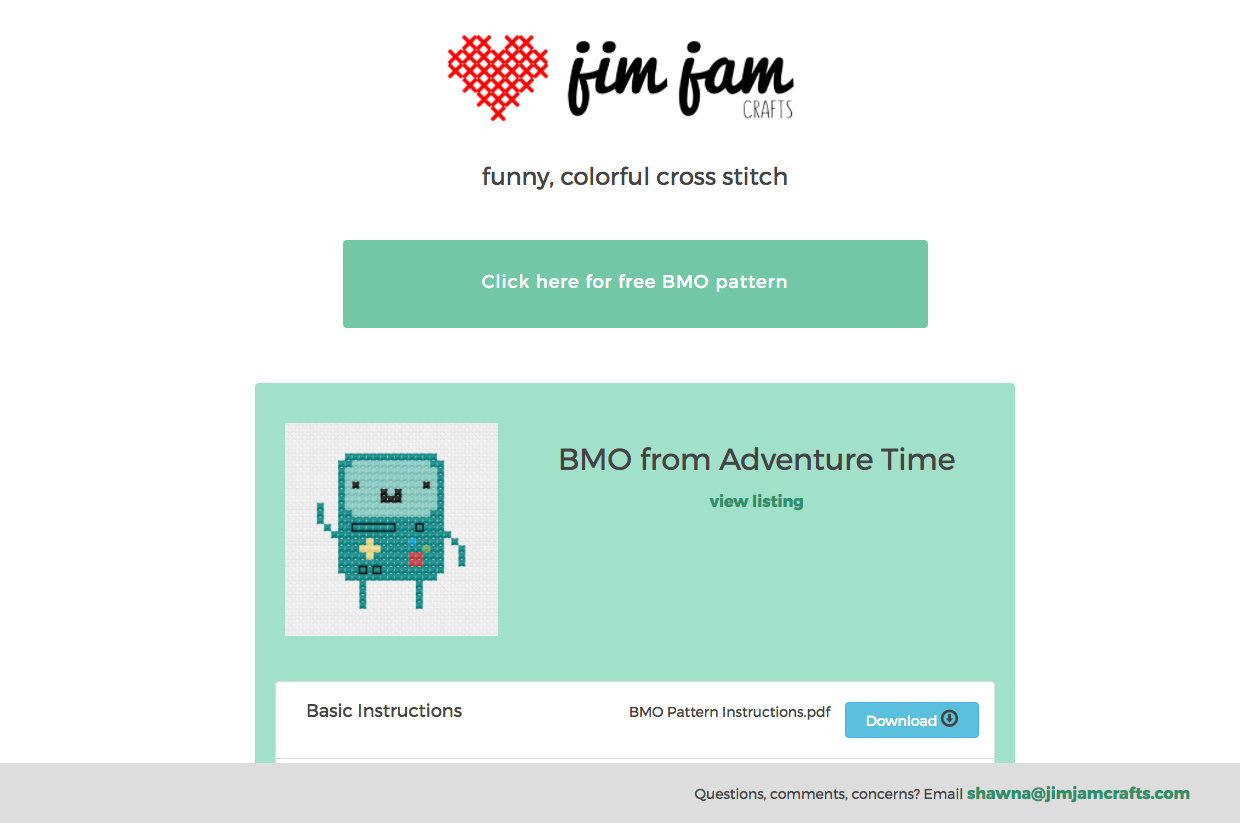 jim jam
CRAFTS
funny, colorful cross stitch
Click here for free BMO pattern
BMO from Adventure Time
view listing
Basic Instructions
BMO Pattern Instructions.pdf
Download
Questions, comments, concerns? Email shawna@jimjamcrafts.com